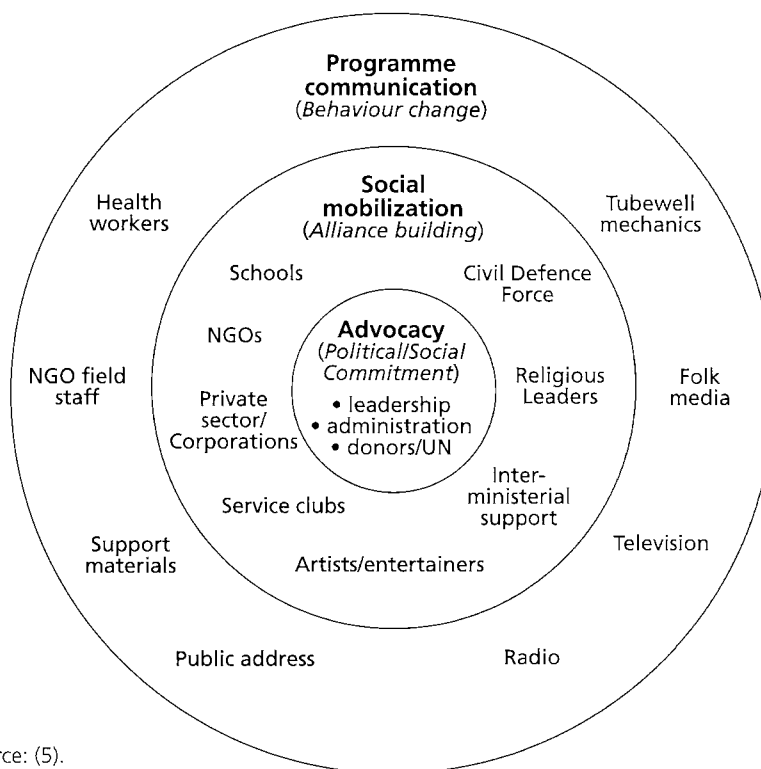 Programme
communication
(Behaviour change)
Health
workers
Tubewell
mechanics
Social
mobilization
(Alliance building)
Schools
Civil Defence
Force
NGOs
Advocacy
(Political/Social
Commitment)
• leadership
• administration
• donors/UN
NGO field
staff
Private
sector/
Corporations
Religious
Leaders
Folk
media
Service clubs
Inter-
ministerial
support
Support
materials
Artists/entertainers
Television
Public address
Radio
rce: (5).